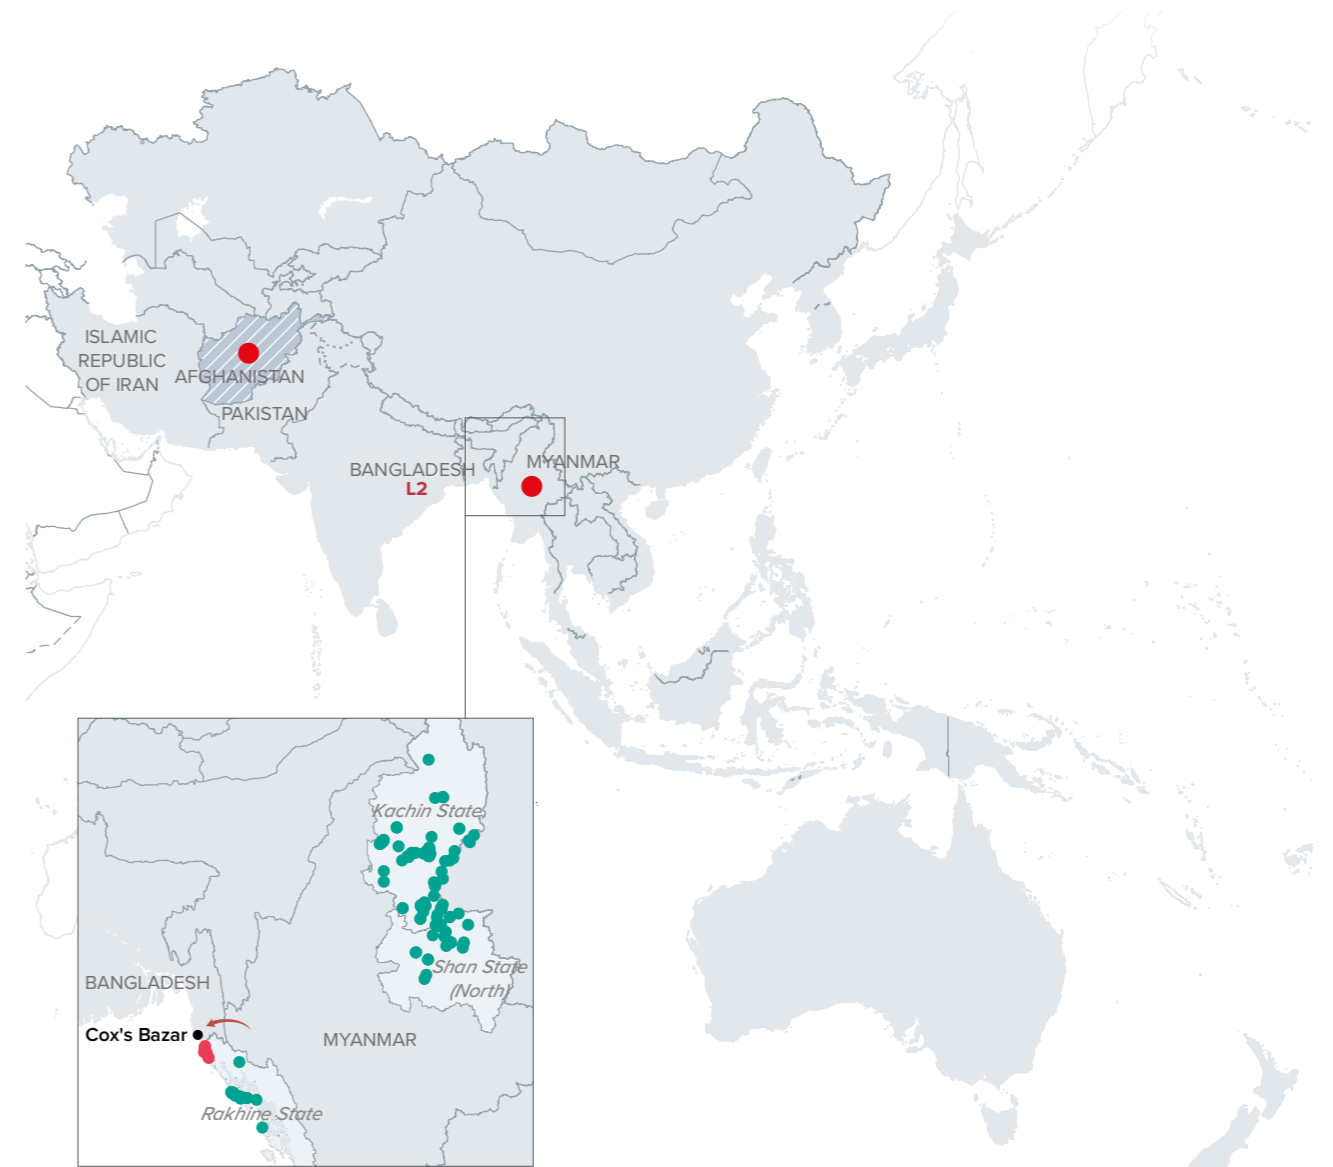 ISLAMIC
REPUBLIC
OF IRAN
AFGHANISTAN
PAKISTAN
BANGLADESH
L2
MYANMAR
Kachin State
Shan State
(North)
BANGLADESH
Cox's Bazar
MYANMAR
Rakhine State